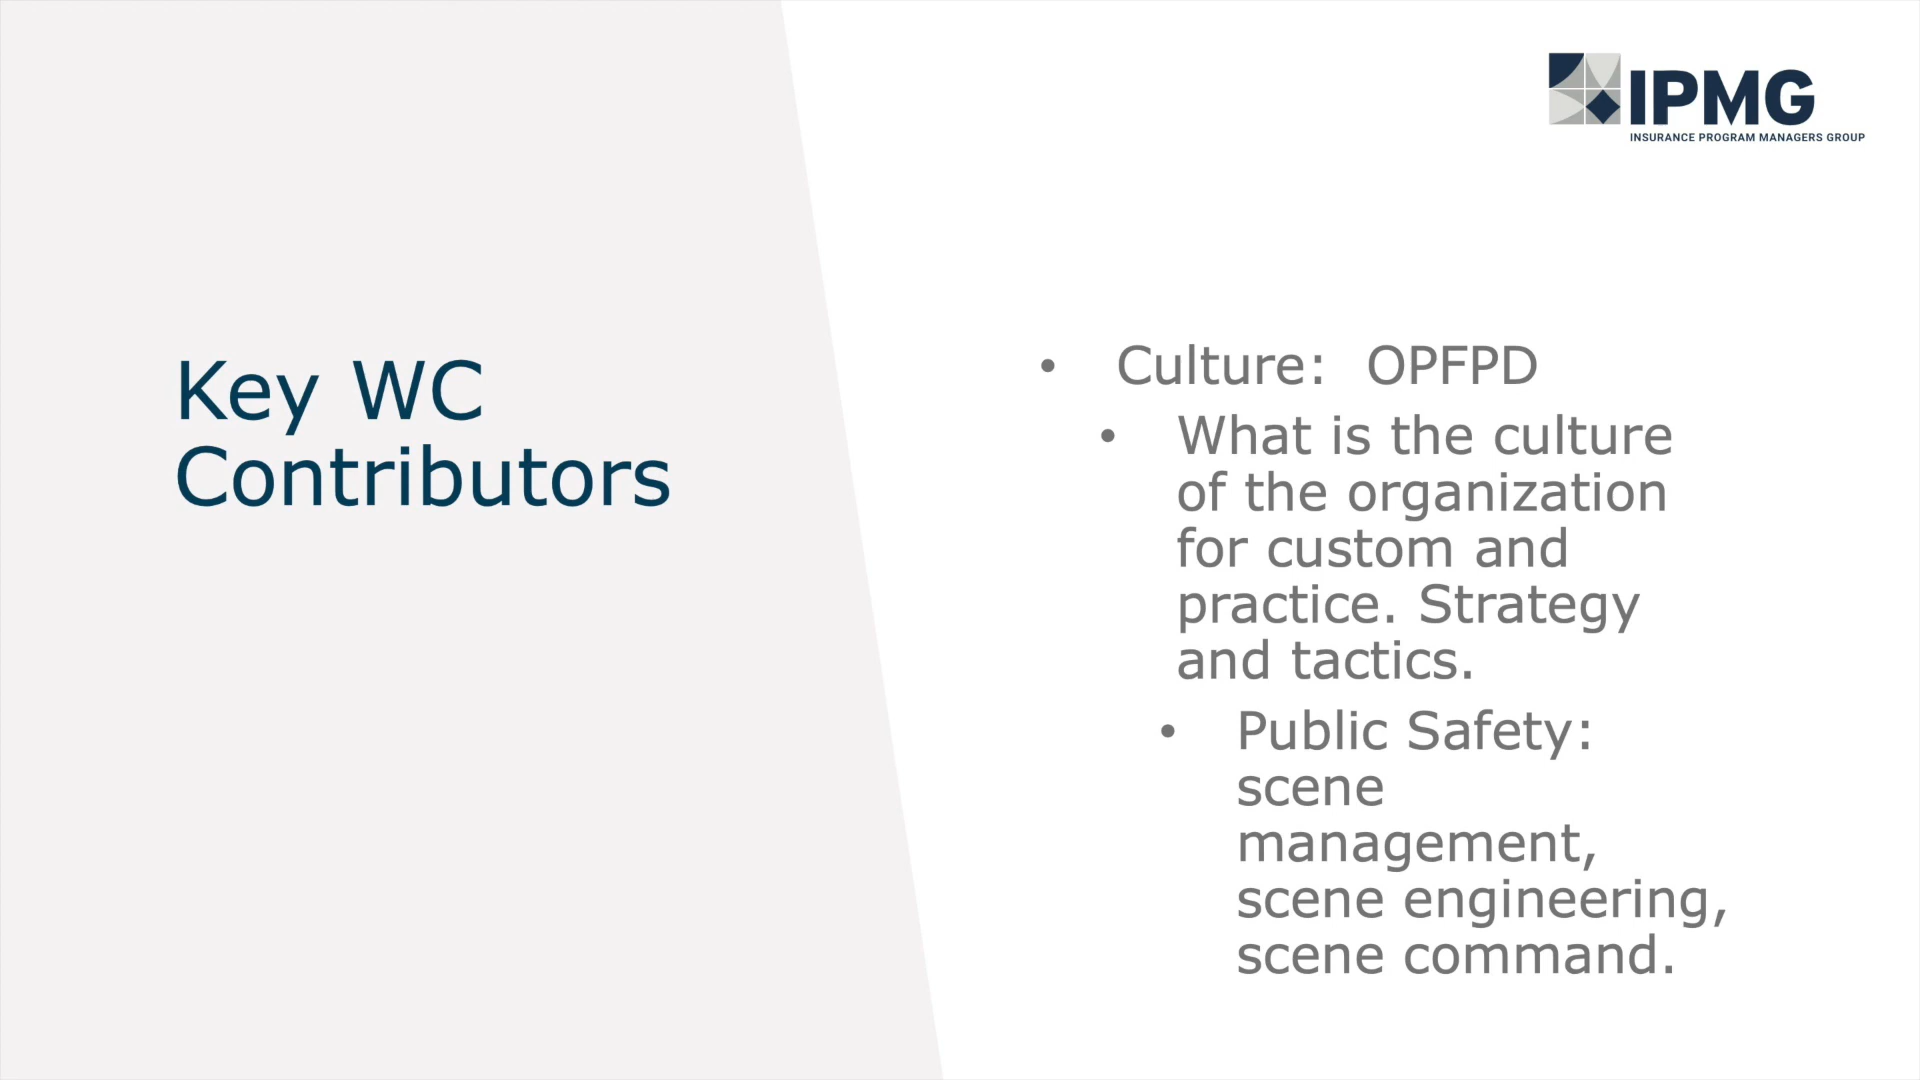 IPMG
INSURANCE PROGRAM MANAGERS GROUP
Key WC
Contributors
• Culture: OPFPD
• What is the culture
of the organization
for custom and
practice. Strategy
and tactics.
• Public Safety:
scene
management,
scene engineering,
scene command.